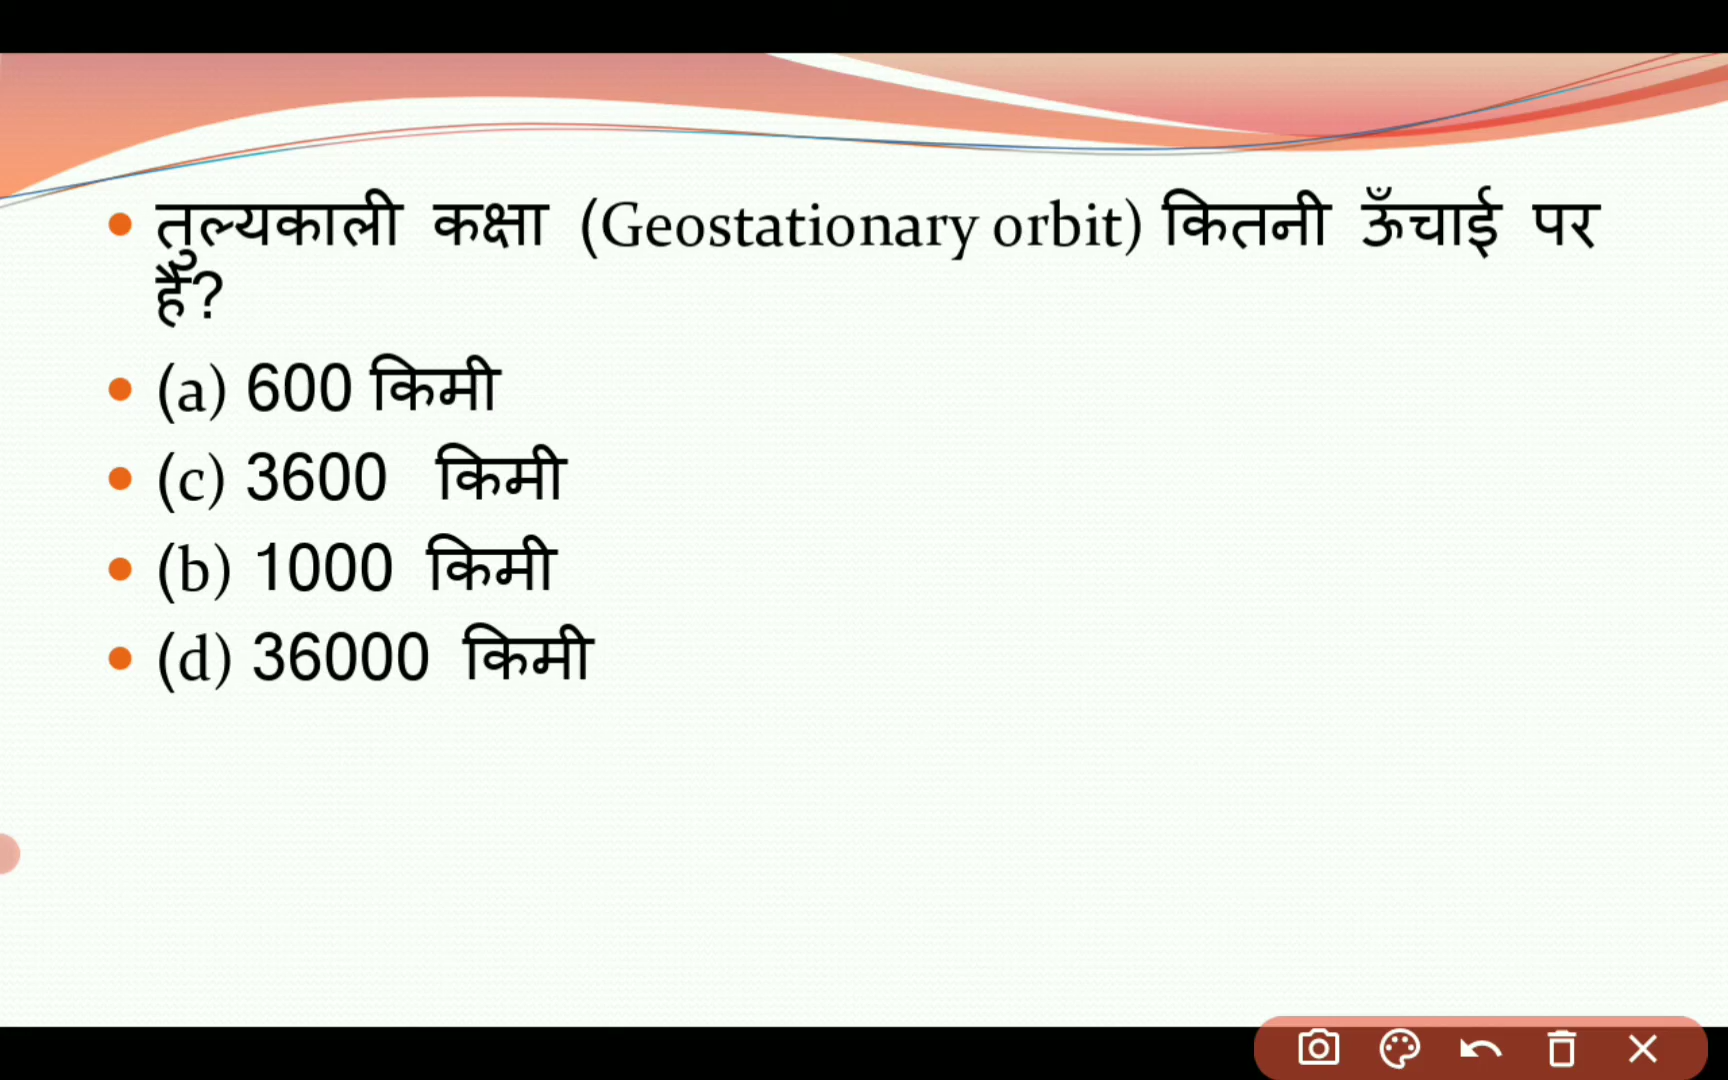 तुल्यकाली कक्षा (Geostationary orbit) कितनी ऊँचाई पर
है?
(a) 600 किमी
(c) 3600 किमी
(b) 1000 किमी
(d) 36000 किमी